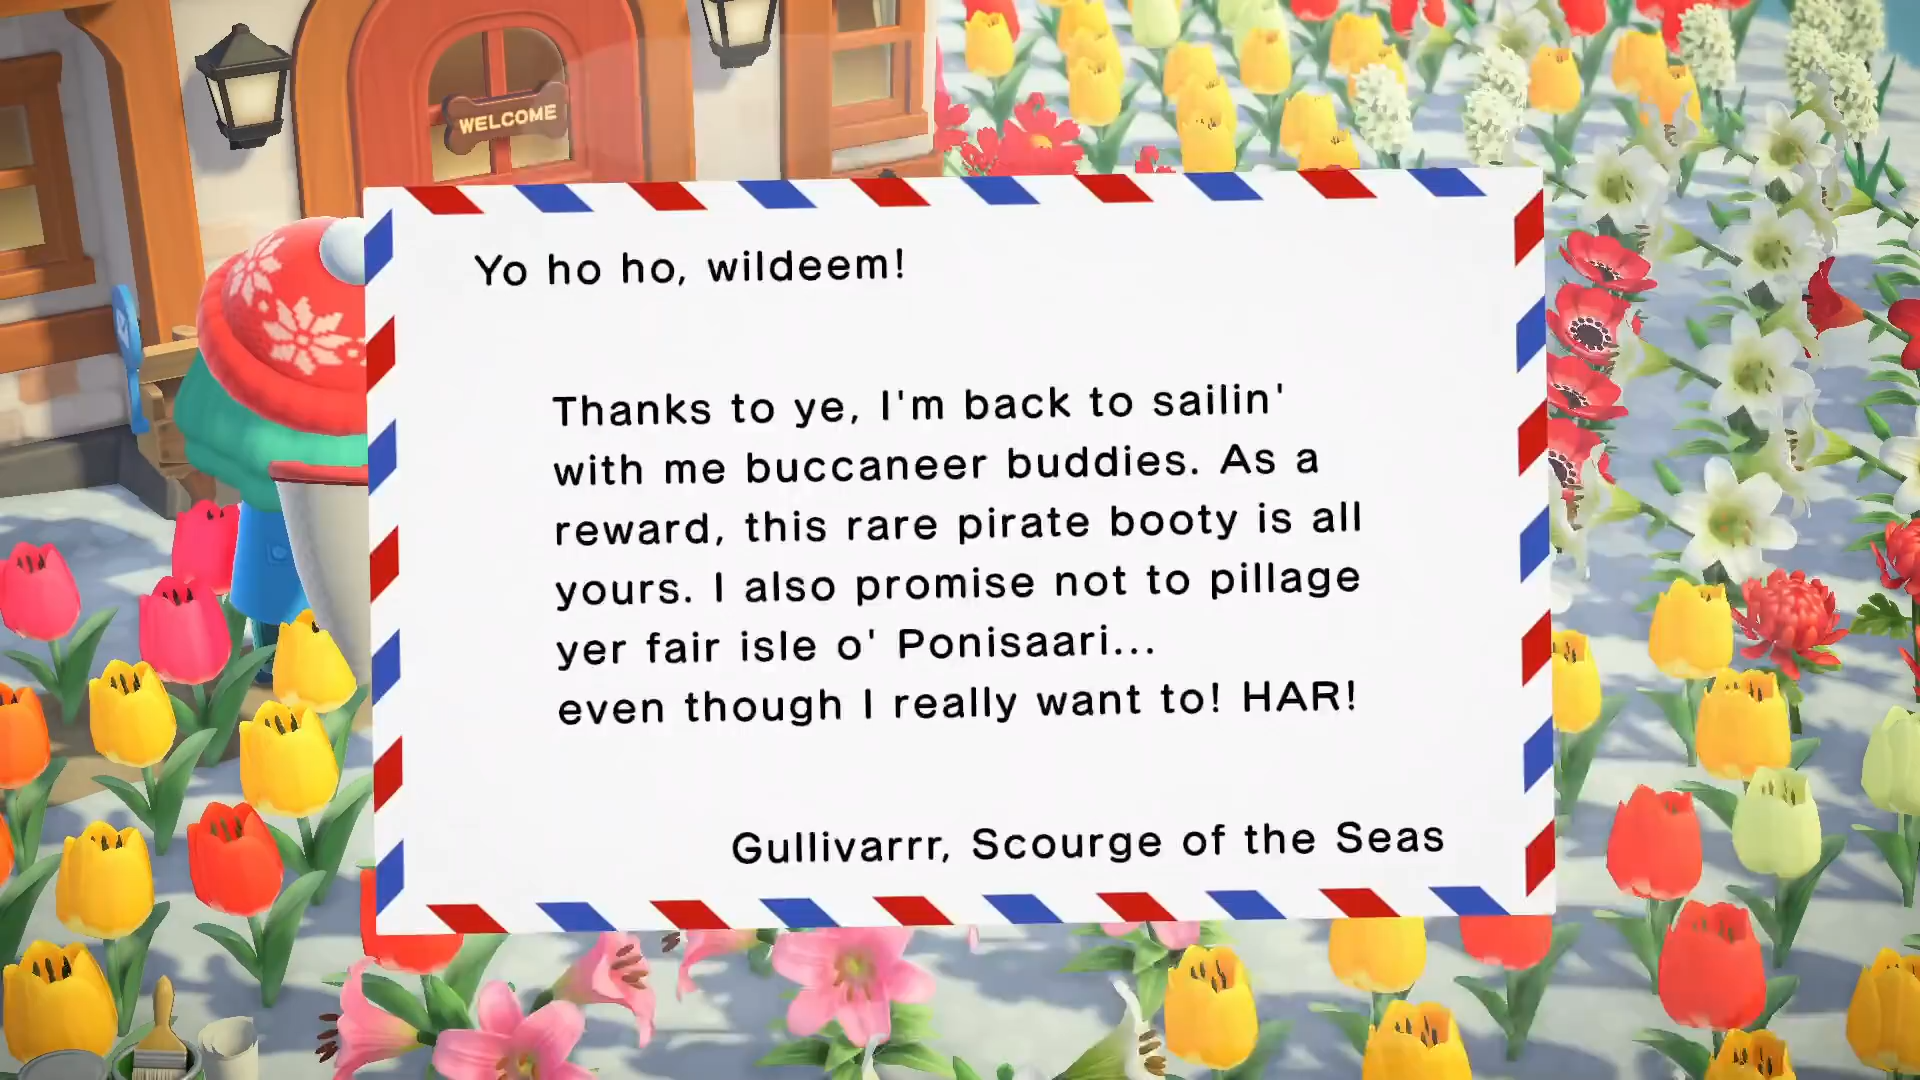 WELCOME
Yo ho ho, wildeem!
Thanks to ye, I'm back to sailin'
with me buccaneer buddies. As a
reward, this rare pirate booty is all
yours. I also promise not to pillage
yer fair isle o' Ponisaari...
even though I really want to! HAR!
Gullivarrr, Scourge of the Seas